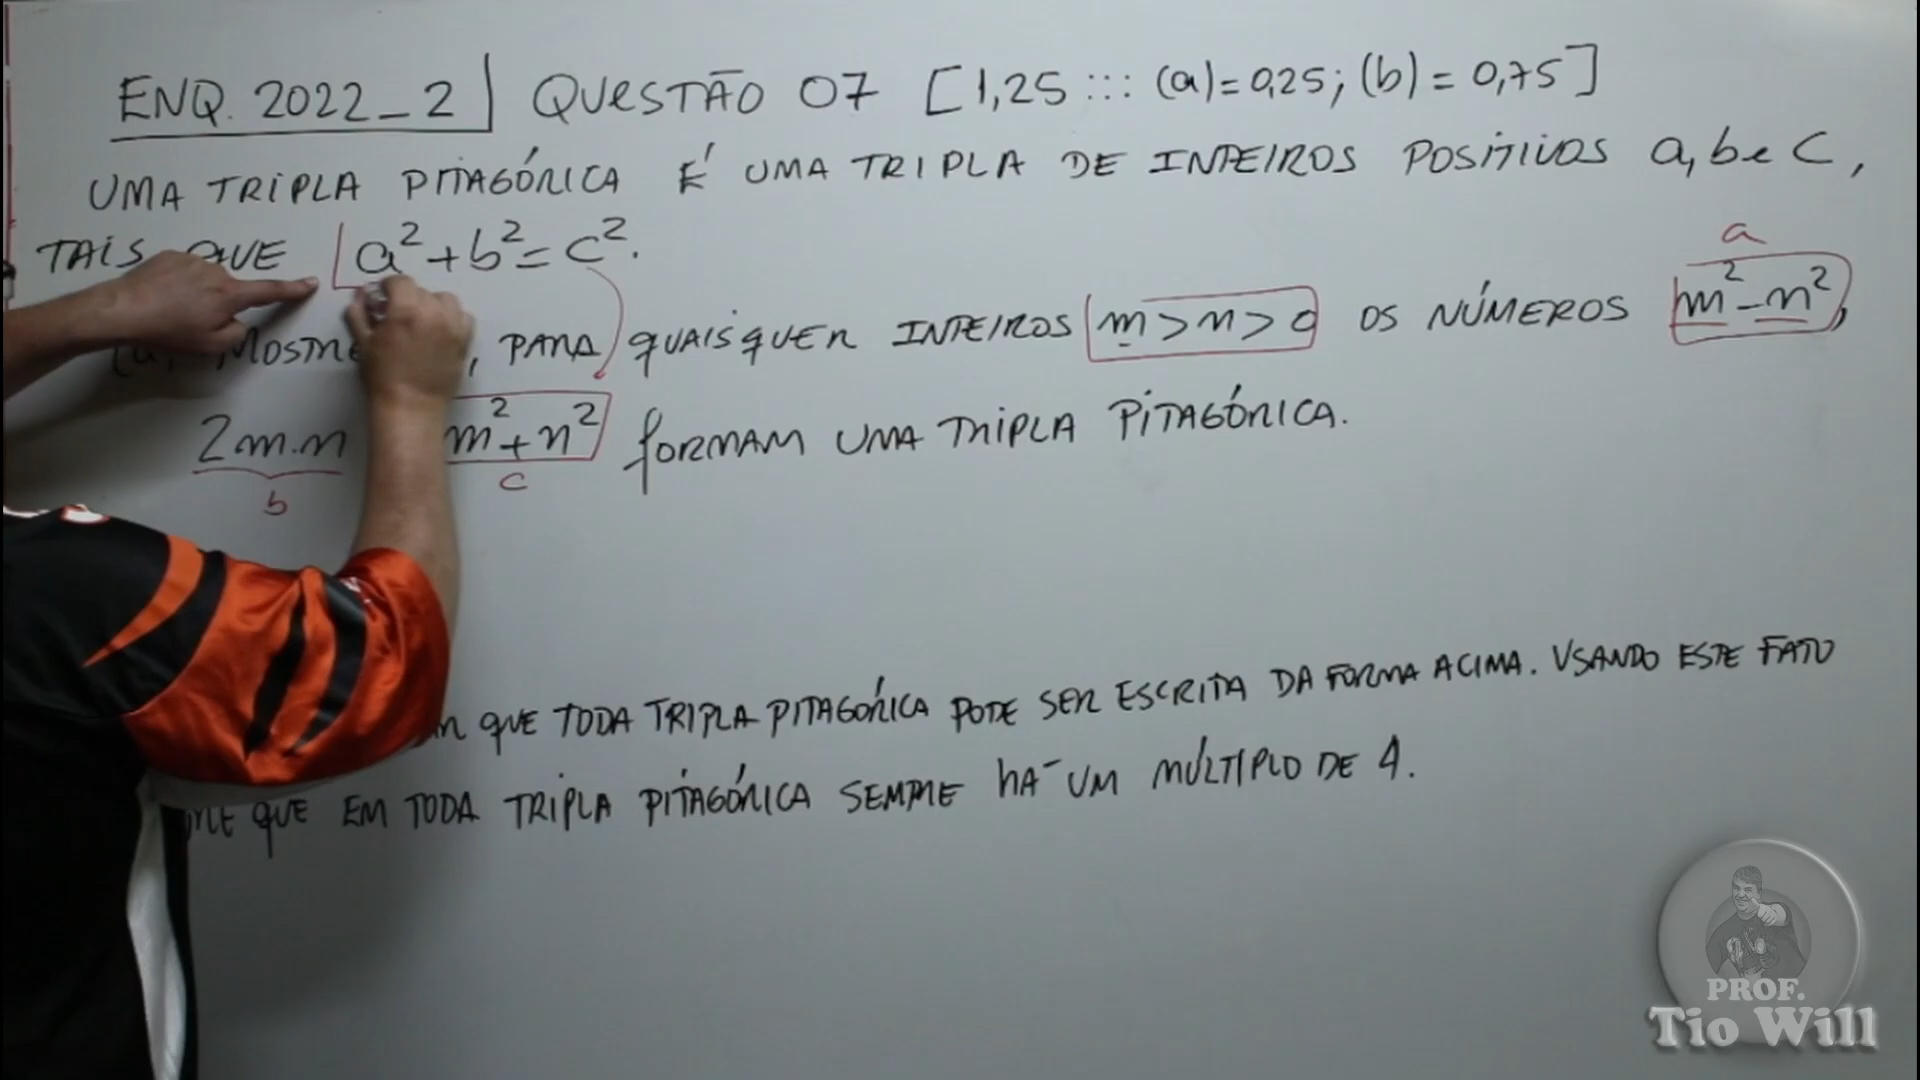 ENQ. 2022_2 QUESTÃO 07 [1,25 ::: (a)=0,25; (b)=0,75]
UMA TRIPLA PITAGÓRICA É UMA TRIPLA DE INTEIROS POSITIVOS a, b e C,
TAIS QUE a²+b²=c².
a
, PARA QUAISQUER INTEIROS m>n>0 OS NÚMEROS m²-n²,
2m.n m²+n² FORMAM UMA TRIPLA PITAGÓRICA.
b c
QUE TODA TRIPLA PITAGÓRICA PODE SER ESCRITA DA FORMA ACIMA. USANDO ESTE FATO
QUE EM TODA TRIPLA PITAGÓRICA SEMPRE HÁ UM MÚLTIPLO DE 4.
PROF.
Tio Will